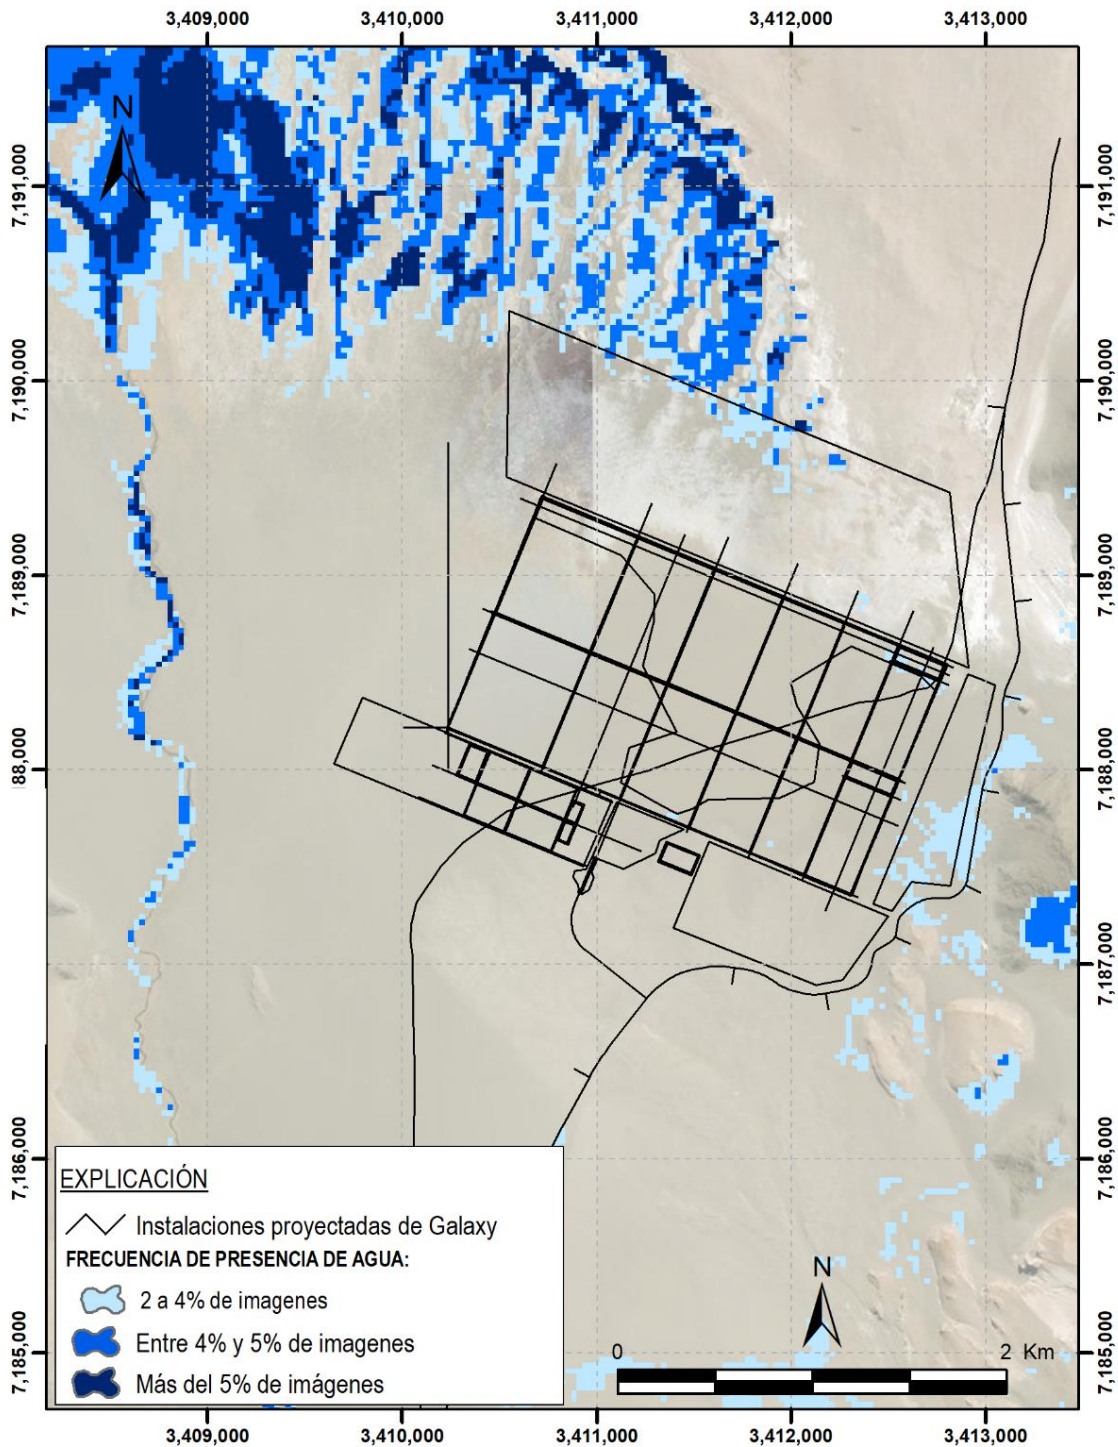 3,409,000 3,410,000 3,411,000 3,412,000 3,413,000
N
7,191,000 7,191,000
7,190,000 7,190,000
7,189,000 7,189,000
88,000 7,188,000
7,187,000 7,187,000
7,186,000 7,186,000
7,185,000 7,185,000
EXPLICACIÓN
Instalaciones proyectadas de Galaxy
FRECUENCIA DE PRESENCIA DE AGUA:
2 a 4% de imagenes
Entre 4% y 5% de imagenes
Más del 5% de imágenes
N
0 2 Km
3,409,000 3,410,000 3,411,000 3,412,000 3,413,000